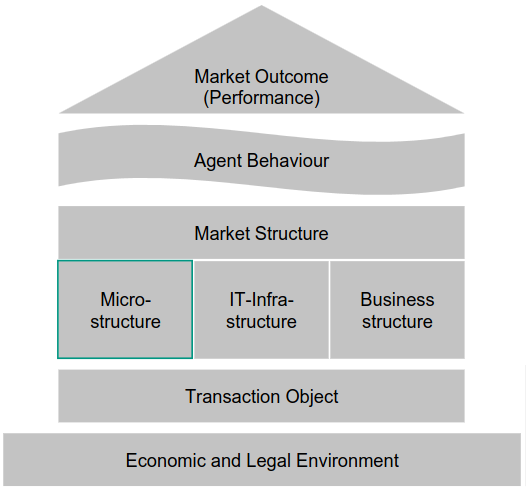 Market Outcome
(Performance)
Agent Behaviour
Market Structure
Micro-
structure
IT-Infra-
structure
Business
structure
Transaction Object
Economic and Legal Environment